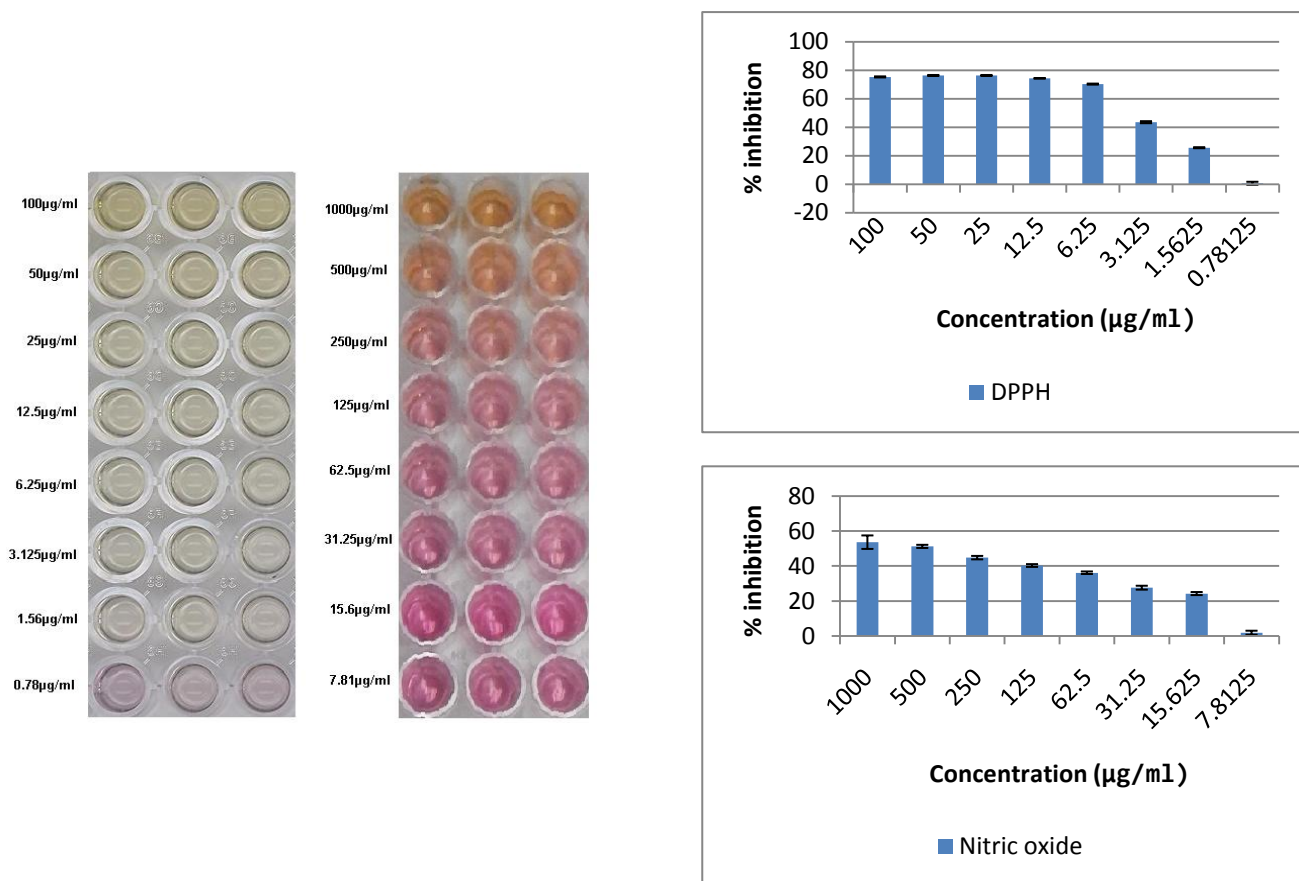 100µg/ml
50µg/ml
25µg/ml
12.5µg/ml
6.25µg/ml
3.125µg/ml
1.56µg/ml
0.78µg/ml
1000µg/ml
500µg/ml
250µg/ml
125µg/ml
62.5µg/ml
31.25µg/ml
15.6µg/ml
7.81µg/ml
% inhibition
100
80
60
40
20
0
-20
100
50
25
12.5
6.25
3.125
1.5625
0.78125
Concentration (µg/ml)
DPPH
% inhibition
80
60
40
20
0
1000
500
250
125
62.5
31.25
15.625
7.8125
Concentration (µg/ml)
Nitric oxide